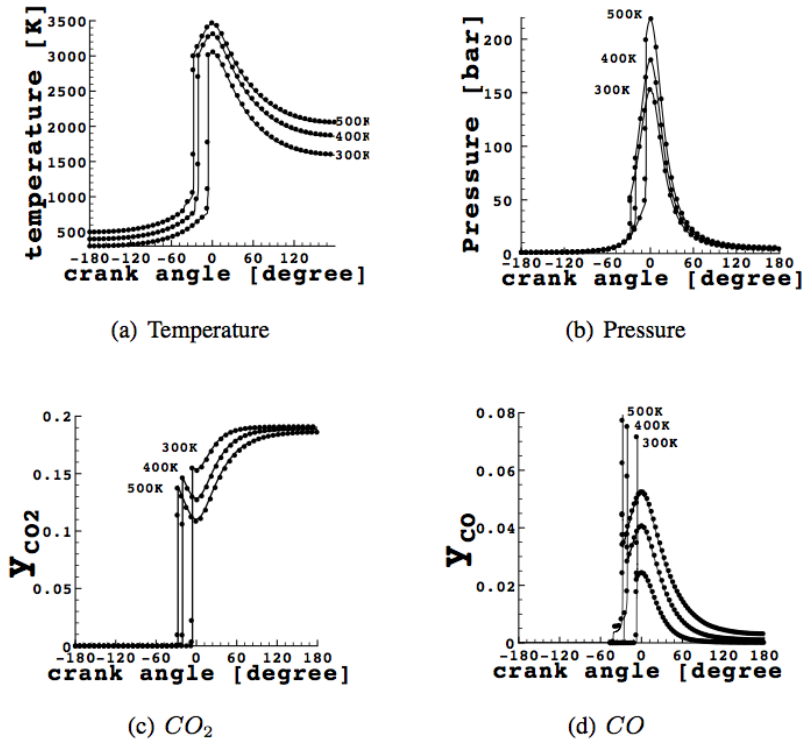 temperature [K]
3500
3000
2500
2000
1500
1000
500
500K
400K
300K
-180 -120 -60 0 60 120
crank angle [degree]
(a) Temperature
Pressure [bar]
200
150
100
50
0
500K
400K
300K
-180 -120 -60 0 60 120 180
crank angle [degree]
(b) Pressure
Y_CO2
0.2
0.15
0.1
0.05
0
300K
400K
500K
-180 -120 -60 0 60 120 180
crank angle [degree]
(c) CO₂
Y_CO
0.08
0.06
0.04
0.02
0
500K
400K
300K
-180 -120 -60 0 60 120 180
crank angle [degree
(d) CO